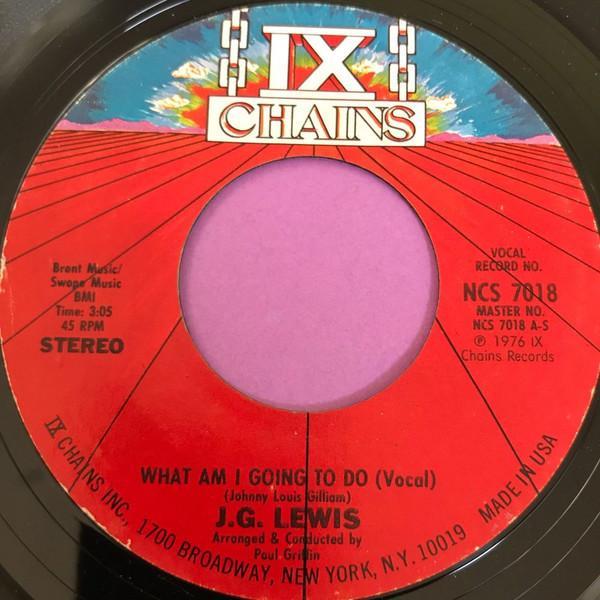 IX
CHAINS
Brent Music/
Swope Music
BMI
Time: 3:05
45 RPM
STEREO
VOCAL
RECORD NO.
NCS 7018
MASTER NO.
NCS 7018 A-S
℗ 1976 IX
Chains Records
WHAT AM I GOING TO DO (Vocal)
(Johnny Louis Gilliam)
J.G. LEWIS
Arranged & Conducted by
Paul Griffin
IX CHAINS INC., 1700 BROADWAY, NEW YORK, N.Y. 10019 MADE IN USA